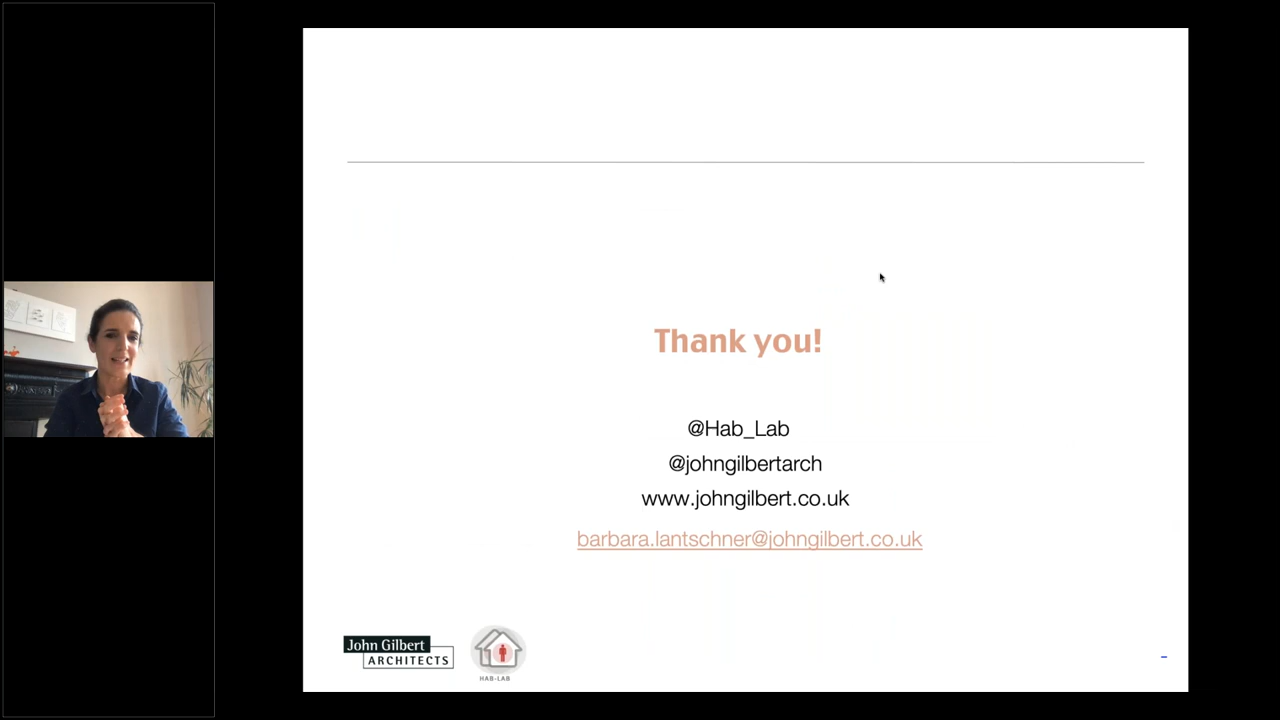 Thank you!
@Hab_Lab
@johngilbertarch
www.johngilbert.co.uk
barbara.lantschner@johngilbert.co.uk
John Gilbert
ARCHITECTS
HAB-LAB